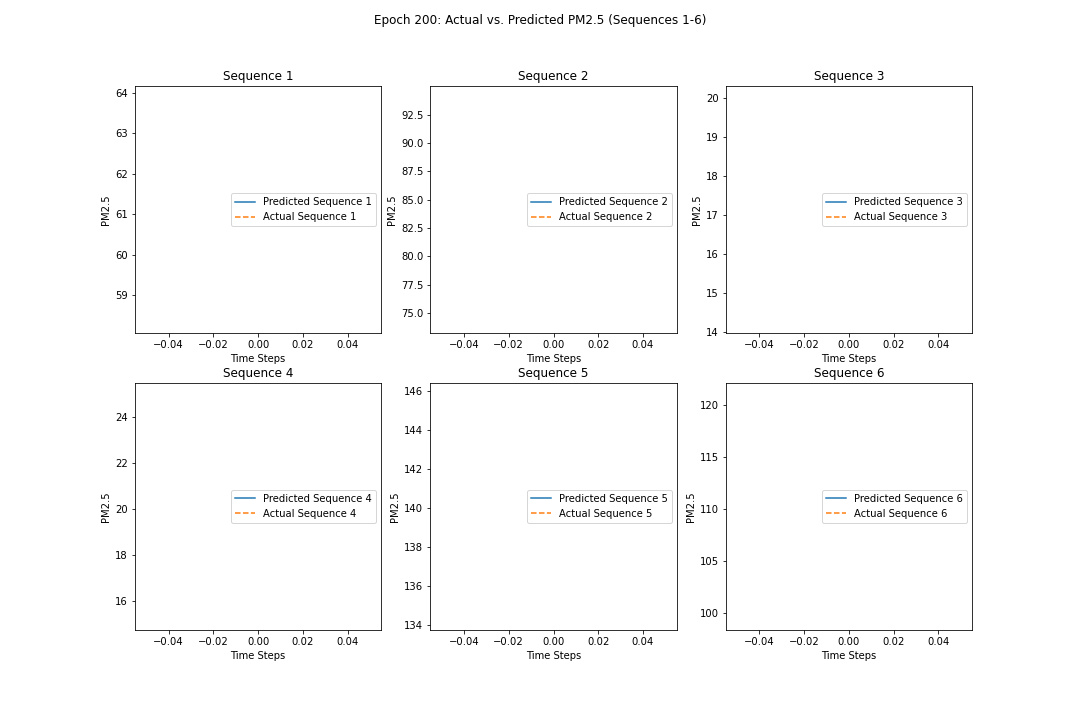 Epoch 200: Actual vs. Predicted PM2.5 (Sequences 1-6)
Sequence 1
64
63
62
61
60
59
PM2.5
Predicted Sequence 1
Actual Sequence 1
−0.04 −0.02 0.00 0.02 0.04
Time Steps
Sequence 2
92.5
90.0
87.5
85.0
82.5
80.0
77.5
75.0
PM2.5
Predicted Sequence 2
Actual Sequence 2
−0.04 −0.02 0.00 0.02 0.04
Time Steps
Sequence 3
20
19
18
17
16
15
14
PM2.5
Predicted Sequence 3
Actual Sequence 3
−0.04 −0.02 0.00 0.02 0.04
Time Steps
Sequence 4
24
22
20
18
16
PM2.5
Predicted Sequence 4
Actual Sequence 4
−0.04 −0.02 0.00 0.02 0.04
Time Steps
Sequence 5
146
144
142
140
138
136
134
PM2.5
Predicted Sequence 5
Actual Sequence 5
−0.04 −0.02 0.00 0.02 0.04
Time Steps
Sequence 6
120
115
110
105
100
PM2.5
Predicted Sequence 6
Actual Sequence 6
−0.04 −0.02 0.00 0.02 0.04
Time Steps